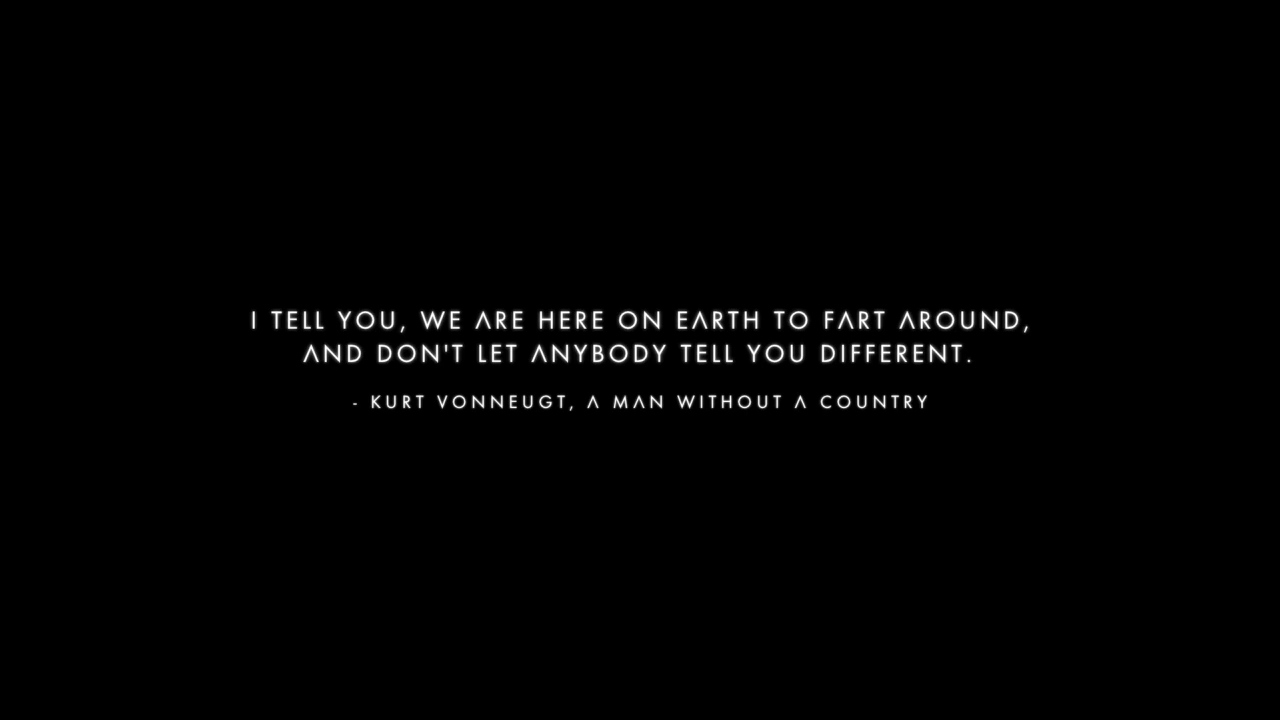 I TELL YOU, WE ARE HERE ON EARTH TO FART AROUND,
AND DON'T LET ANYBODY TELL YOU DIFFERENT.
- KURT VONNEUGT, A MAN WITHOUT A COUNTRY